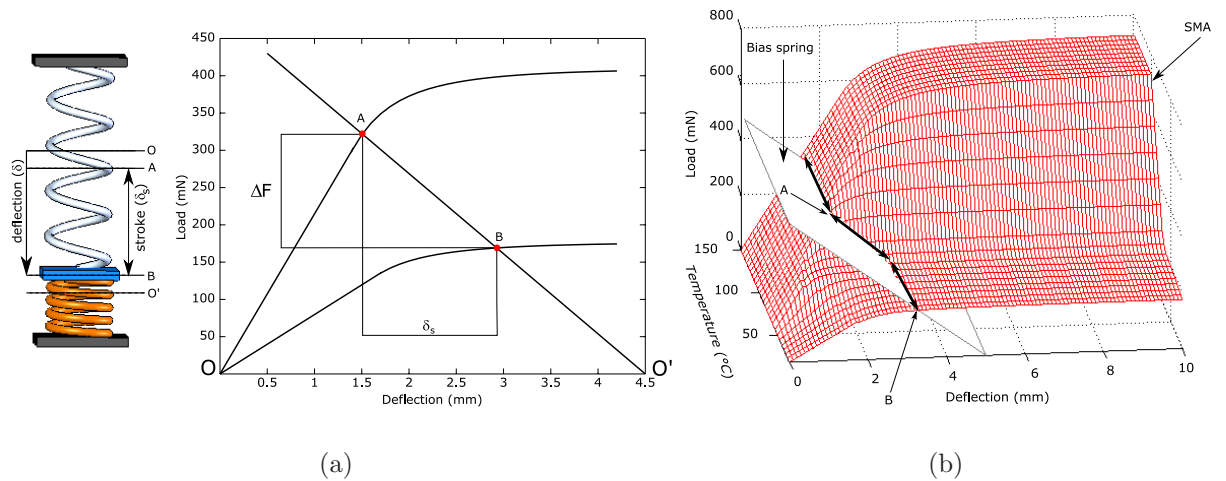 deflection (δ)
stroke (δs)
O
A
B
O'
Load (mN)
450
400
350
300
250
200
150
100
50
O
0.5
1
1.5
2
2.5
3
3.5
4
4.5
O'
Deflection (mm)
A
B
ΔF
δs
(a)
800
600
400
200
0
Load (mN)
150
100
50
Temperature (°C)
0
2
4
6
8
10
Deflection (mm)
Bias spring
SMA
A
B
(b)